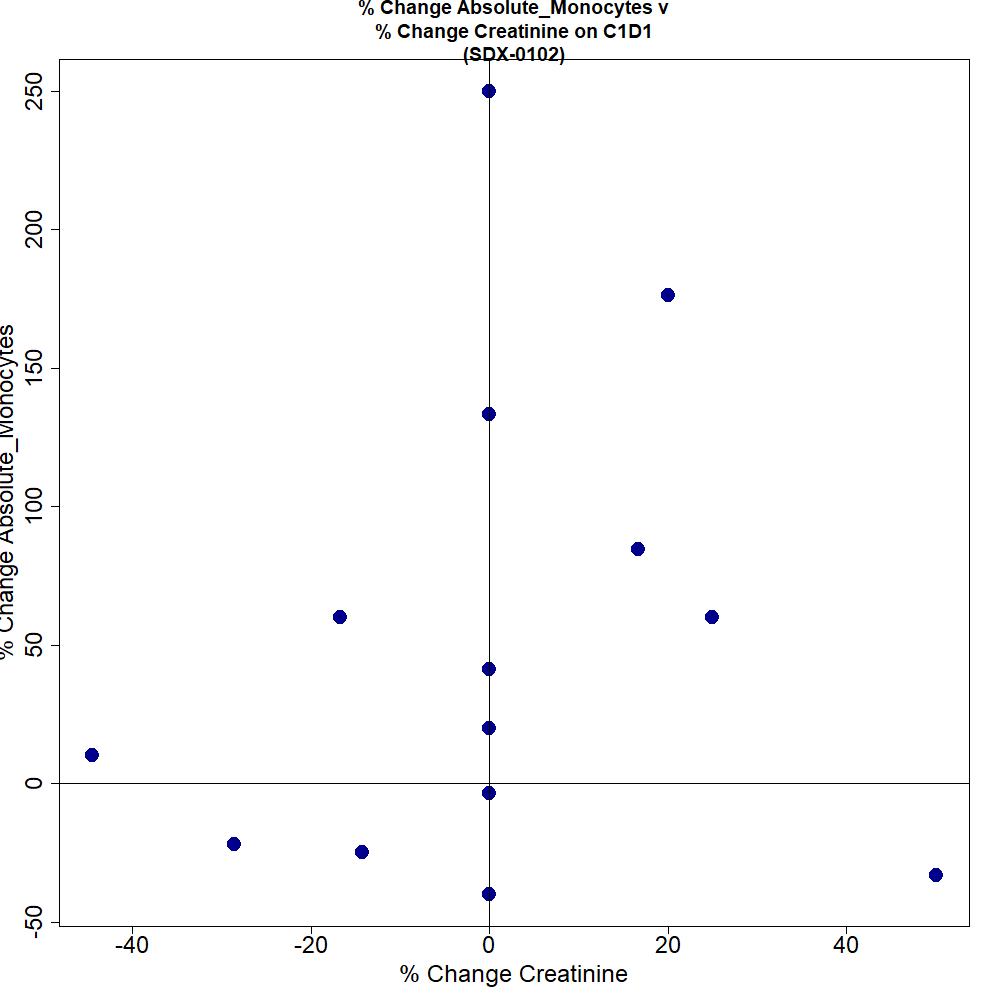 % Change Absolute_Monocytes v
% Change Creatinine on C1D1
(SDX-0102)
% Change Absolute_Monocytes
250
200
150
100
50
0
-50
-40 -20 0 20 40
% Change Creatinine